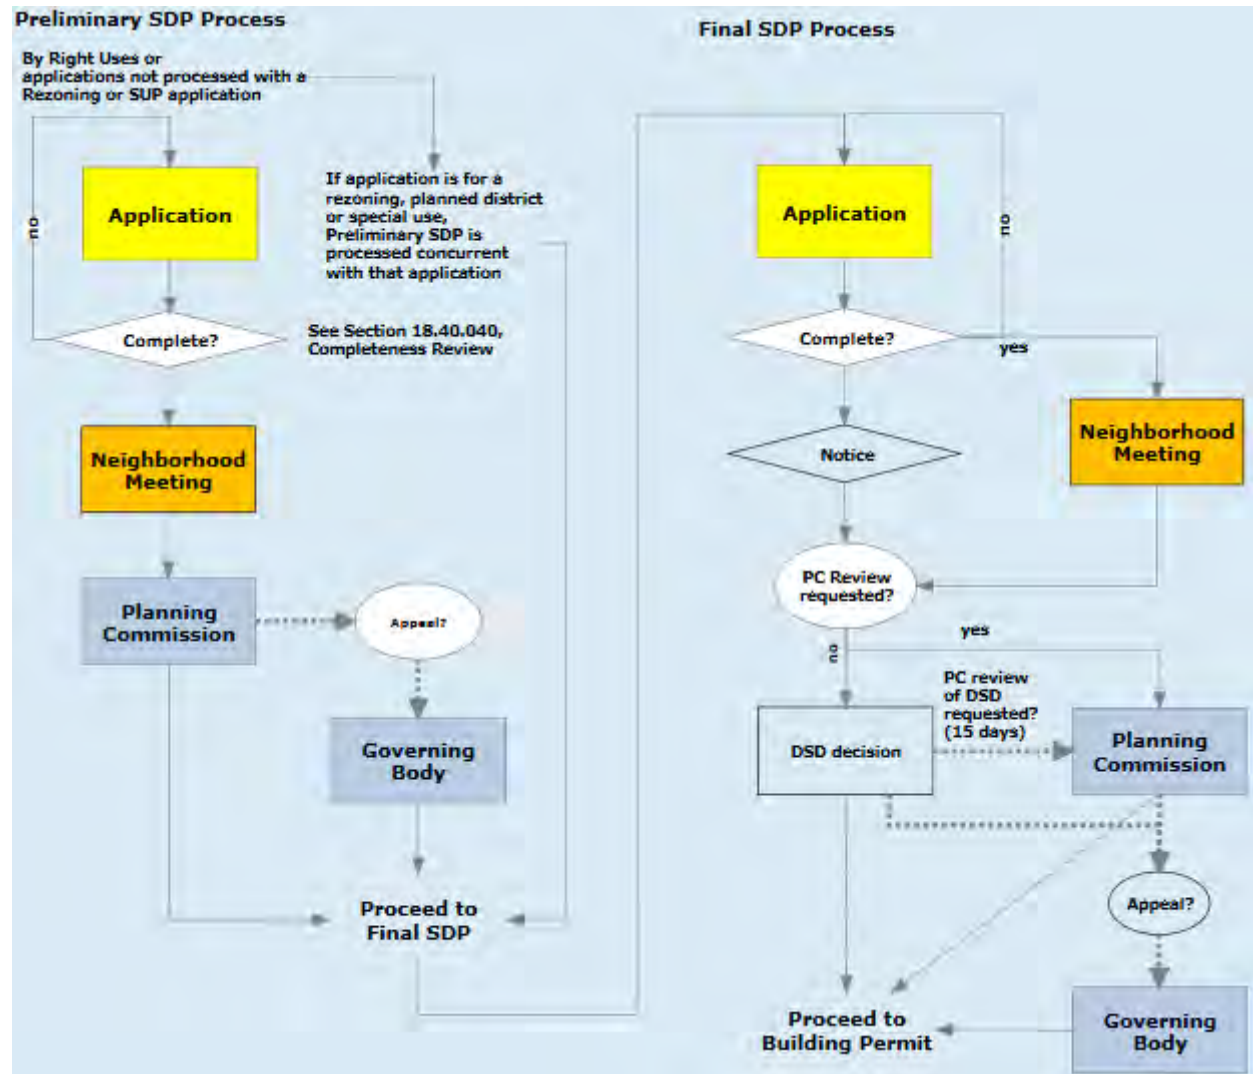 Preliminary SDP Process
By Right Uses or
applications not processed with a
Rezoning or SUP application
no
Application
If application is for a
rezoning, planned district
or special use,
Preliminary SDP is
processed concurrent
with that application
Complete?
See Section 18.40.040,
Completeness Review
Neighborhood
Meeting
Planning
Commission
Appeal?
Governing
Body
Proceed to
Final SDP
Final SDP Process
Application
no
Complete?
yes
Neighborhood
Meeting
Notice
PC Review
requested?
no
yes
PC review
of DSD
requested?
(15 days)
DSD decision
Planning
Commission
Appeal?
Proceed to
Building Permit
Governing
Body